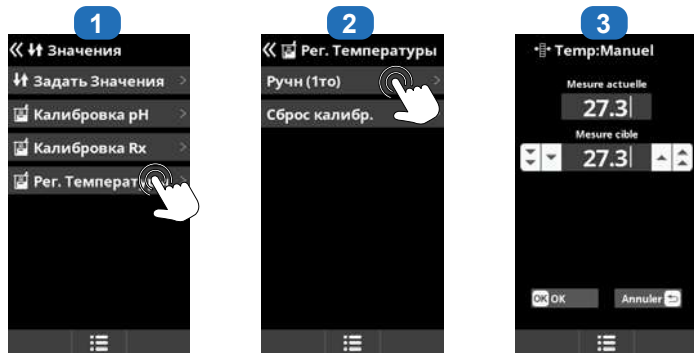 1
« Значения
Задать Значения >
Калибровка pH >
Калибровка Rx >
Рег. Температ
2
« Рег. Температуры
Ручн (1то) >
Сброс калибр.
3
Temp:Manuel
Mesure actuelle
27.3
Mesure cible
27.3
OK OK
Annuler